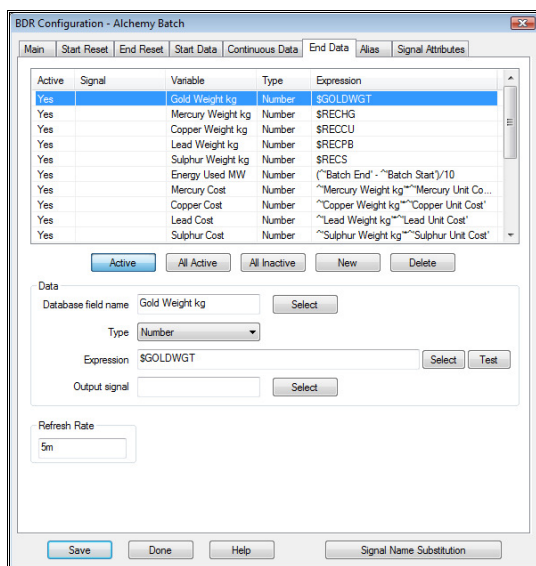 BDR Configuration - Alchemy Batch
Main Start Reset End Reset Start Data Continuous Data End Data Alias Signal Attributes
Active Signal Variable Type Expression
Yes Gold Weight kg Number $GOLDWGT
Yes Mercury Weight kg Number $RECHG
Yes Copper Weight kg Number $RECCU
Yes Lead Weight kg Number $RECPB
Yes Sulphur Weight kg Number $RECS
Yes Energy Used MW Number (^'Batch End' - ^'Batch Start')/10
Yes Mercury Cost Number ^'Mercury Weight kg'*^'Mercury Unit Co...
Yes Copper Cost Number ^'Copper Weight kg'*^'Copper Unit Cost'
Yes Lead Cost Number ^'Lead Weight kg'*^'Lead Unit Cost'
Yes Sulphur Cost Number ^'Sulphur Weight kg'*^'Sulphur Unit Cost'
Active All Active All Inactive New Delete
Data
Database field name Gold Weight kg Select
Type Number
Expression $GOLDWGT Select Test
Output signal Select
Refresh Rate
5m
Save Done Help Signal Name Substitution